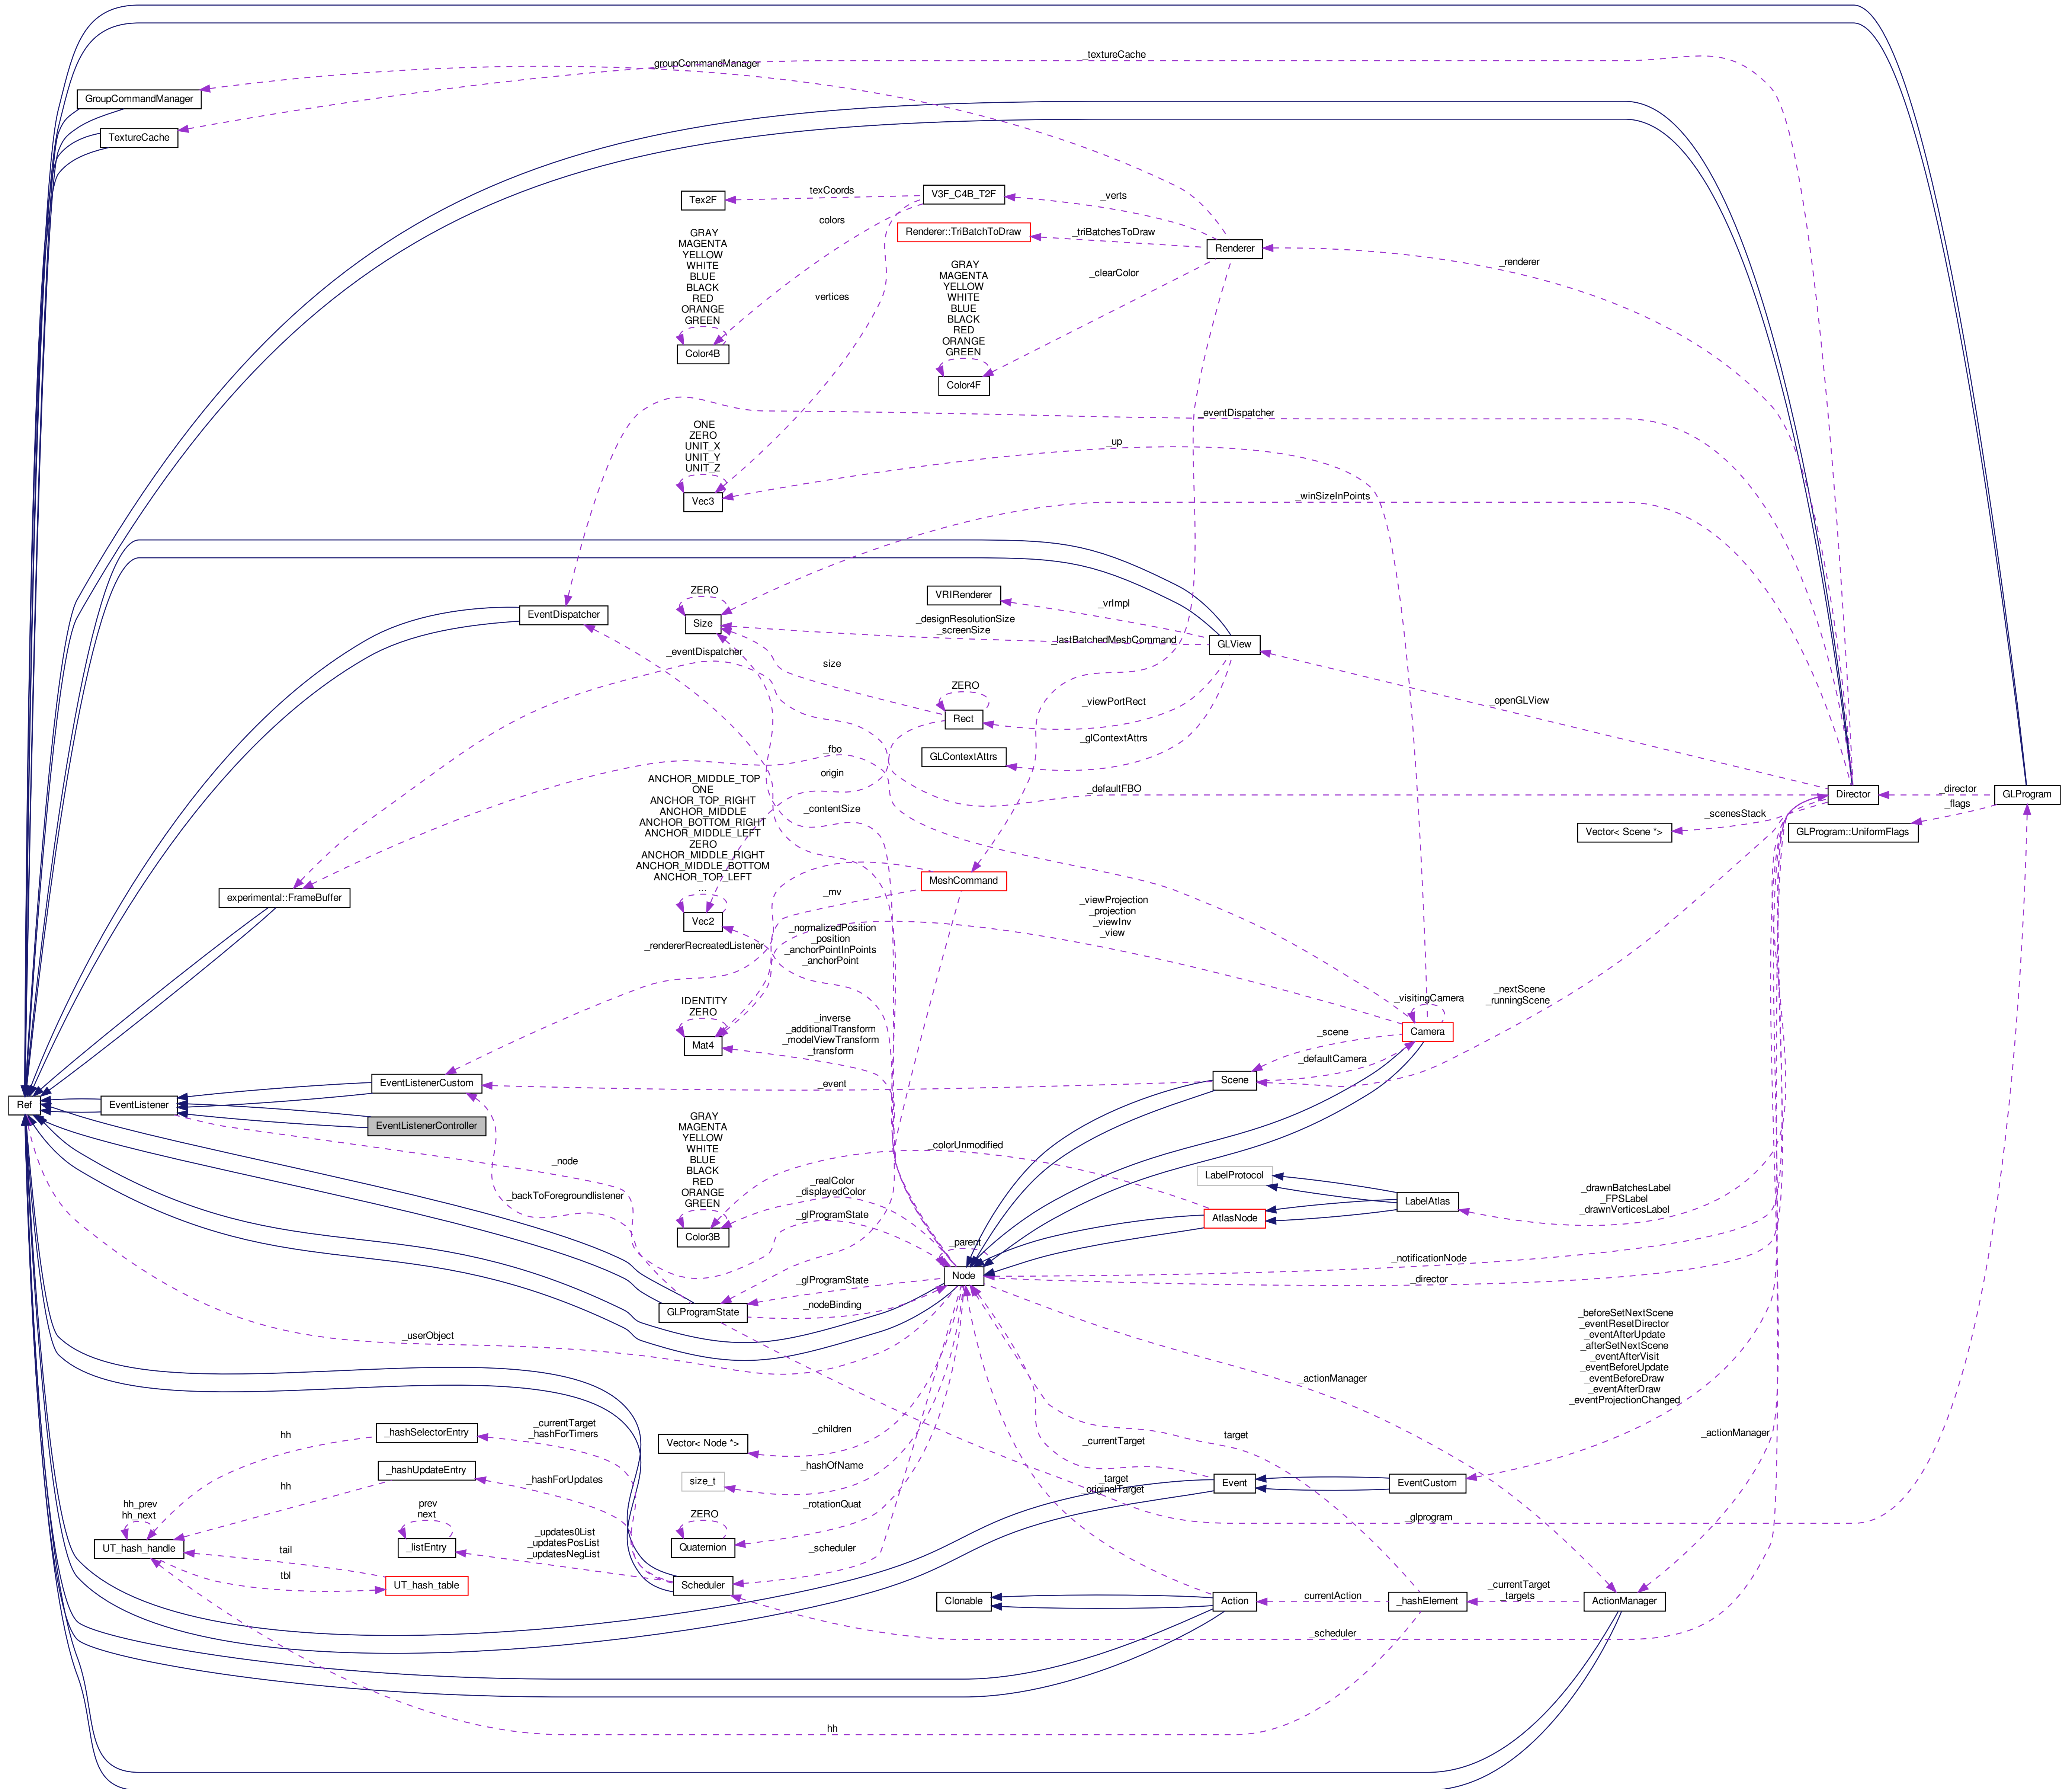 _textureCache
_groupCommandManager
GroupCommandManager
TextureCache
texCoords
V3F_C4B_T2F
_verts
Tex2F
colors
Renderer::TriBatchToDraw
_triBatchesToDraw
Renderer
_renderer
GRAY
MAGENTA
YELLOW
WHITE
BLUE
BLACK
RED
ORANGE
GREEN
Color4B
GRAY
MAGENTA
YELLOW
WHITE
BLUE
BLACK
RED
ORANGE
GREEN
Color4F
_clearColor
vertices
_eventDispatcher
ONE
ZERO
UNIT_X
UNIT_Y
UNIT_Z
Vec3
_up
_winSizeInPoints
ZERO
Size
VRIRenderer
_vrImpl
EventDispatcher
_designResolutionSize
_screenSize
_lastBatchedMeshCommand
GLView
_eventDispatcher
size
ZERO
Rect
_viewPortRect
_openGLView
_glContextAttrs
GLContextAttrs
_fbo
origin
_defaultFBO
Director
_director
GLProgram
_flags
GLProgram::UniformFlags
_scenesStack
Vector< Scene *>
_contentSize
ANCHOR_MIDDLE_TOP
ONE
ANCHOR_TOP_RIGHT
ANCHOR_MIDDLE
ANCHOR_BOTTOM_RIGHT
ANCHOR_MIDDLE_LEFT
ZERO
ANCHOR_MIDDLE_RIGHT
ANCHOR_MIDDLE_BOTTOM
ANCHOR_TOP_LEFT
...
Vec2
MeshCommand
_mv
experimental::FrameBuffer
_viewProjection
_projection
_viewInv
_view
_normalizedPosition
_position
_anchorPointInPoints
_anchorPoint
_rendererRecreatedListener
_nextScene
_runningScene
IDENTITY
ZERO
Mat4
_inverse
_additionalTransform
_modelViewTransform
_transform
_visitingCamera
Camera
_scene
_defaultCamera
Scene
_event
EventListenerCustom
Ref
EventListener
EventListenerController
GRAY
MAGENTA
YELLOW
WHITE
BLUE
BLACK
RED
ORANGE
GREEN
Color3B
_colorUnmodified
_node
_backToForegroundlistener
_realColor
_displayedColor
_glProgramState
LabelProtocol
LabelAtlas
AtlasNode
_drawnBatchesLabel
_FPSLabel
_drawnVerticesLabel
_parent
Node
_notificationNode
_director
_glProgramState
_nodeBinding
GLProgramState
_userObject
_beforeSetNextScene
_eventResetDirector
_eventAfterUpdate
_afterSetNextScene
_eventAfterVisit
_eventBeforeUpdate
_eventBeforeDraw
_eventAfterDraw
_eventProjectionChanged
_actionManager
_hashSelectorEntry
_currentTarget
_hashForTimers
hh
Vector< Node *>
_children
_currentTarget
target
_actionManager
_hashUpdateEntry
hh
_hashForUpdates
size_t
_hashOfName
_target
_originalTarget
Event
EventCustom
hh_prev
hh_next
UT_hash_handle
prev
next
_listEntry
_updates0List
_updatesPosList
_updatesNegList
ZERO
Quaternion
_rotationQuat
_glprogram
tail
tbl
UT_hash_table
Scheduler
_scheduler
Clonable
Action
currentAction
_hashElement
_currentTarget
_targets
ActionManager
_scheduler
hh